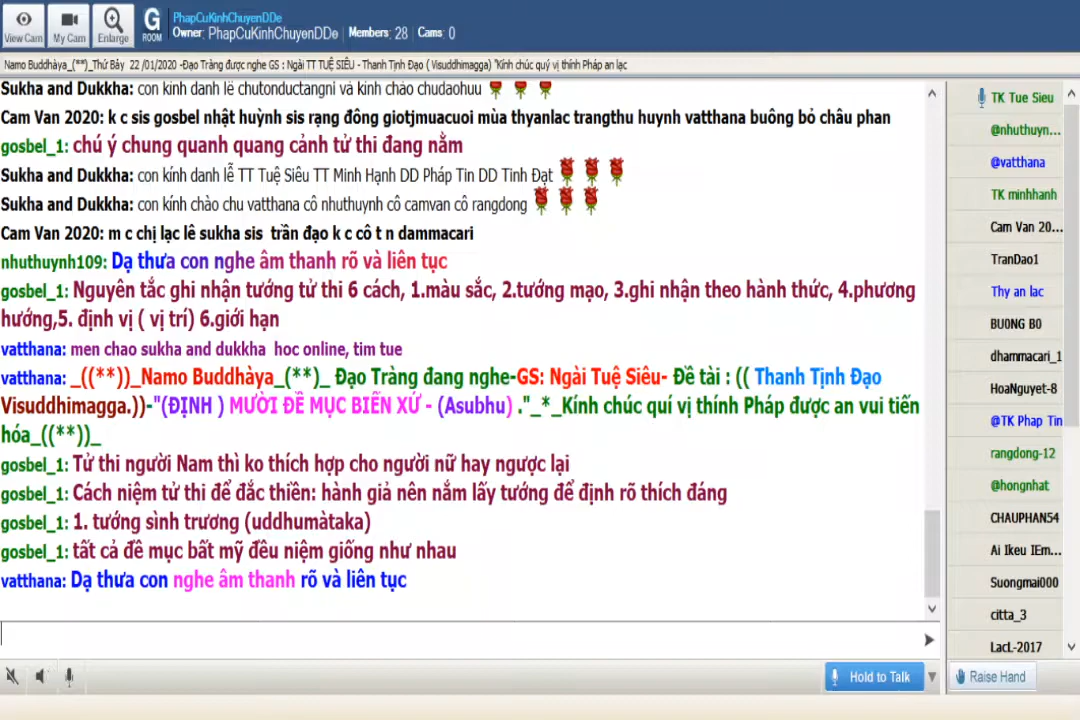 View Cam
My Cam
Enlarge
G
ROOM
PhapCuKinhChuyenDDe
Owner: PhapCuKinhChuyenDDe | Members: 28 | Cams: 0
Namo Buddhàya_(**)_Thứ Bảy 22 /01/2020 -Đạo Tràng được nghe GS : Ngài TT TUỆ SIÊU - Thanh Tịnh Đạo ( Visuddhimagga) "Kính chúc quý vị thính Pháp an lạc
Sukha and Dukkha: con kính danh lễ chutonductangni và kính chào chudaohuu
Cam Van 2020: k c sis gosbel nhật huỳnh sis rạng đông giotjmuacuoi mùa thyanlac trangthu huynh vatthana buông bỏ châu phan
gosbel_1: chú ý chung quanh quang cảnh tử thi đang nằm
Sukha and Dukkha: con kính danh lễ TT Tuệ Siêu TT Minh Hạnh DD Pháp Tin DD Tinh Đạt
Sukha and Dukkha: con kính chào chu vatthana cô nhuthuynh cô camvan cô rangdong
Cam Van 2020: m c chị lạc lê sukha sis trần đạo k c cô t n dammacari
nhuthuynh109: Dạ thưa con nghe âm thanh rõ và liên tục
gosbel_1: Nguyên tắc ghi nhận tướng tử thi 6 cách, 1.màu sắc, 2.tướng mạo, 3.ghi nhận theo hành thức, 4.phương
hướng,5. định vị ( vị trí) 6.giới hạn
vatthana: men chao sukha and dukkha hoc online, tim tue
vatthana: _((**))_Namo Buddhàya_(**)_ Đạo Tràng đang nghe-GS: Ngài Tuệ Siêu- Đề tài : (( Thanh Tịnh Đạo
Visuddhimagga.))-"(ĐỊNH ) MƯỜI ĐỀ MỤC BIẾN XỨ - (Asubhu) ."_*_Kính chúc quí vị thính Pháp được an vui tiến
hóa_((**))_
gosbel_1: Tử thi người Nam thì ko thích hợp cho người nữ hay ngược lại
gosbel_1: Cách niệm tử thi để đắc thiền: hành giả nên nắm lấy tướng để định rõ thích đáng
gosbel_1: 1. tướng sình trương (uddhumàtaka)
gosbel_1: tất cả đề mục bất mỹ đều niệm giống như nhau
vatthana: Dạ thưa con nghe âm thanh rõ và liên tục
TK Tue Sieu
@nhuthuyn...
@vatthana
TK minhhanh
Cam Van 20...
TranDao1
Thy an lac
BUONG BO
dhammacari_1
HoaNguyet-8
@TK Phap Tin
rangdong-12
@hongnhat
CHAUPHAN54
Ai Ikeu IEm...
Suongmai000
citta_3
LacL-2017
Hold to Talk
Raise Hand